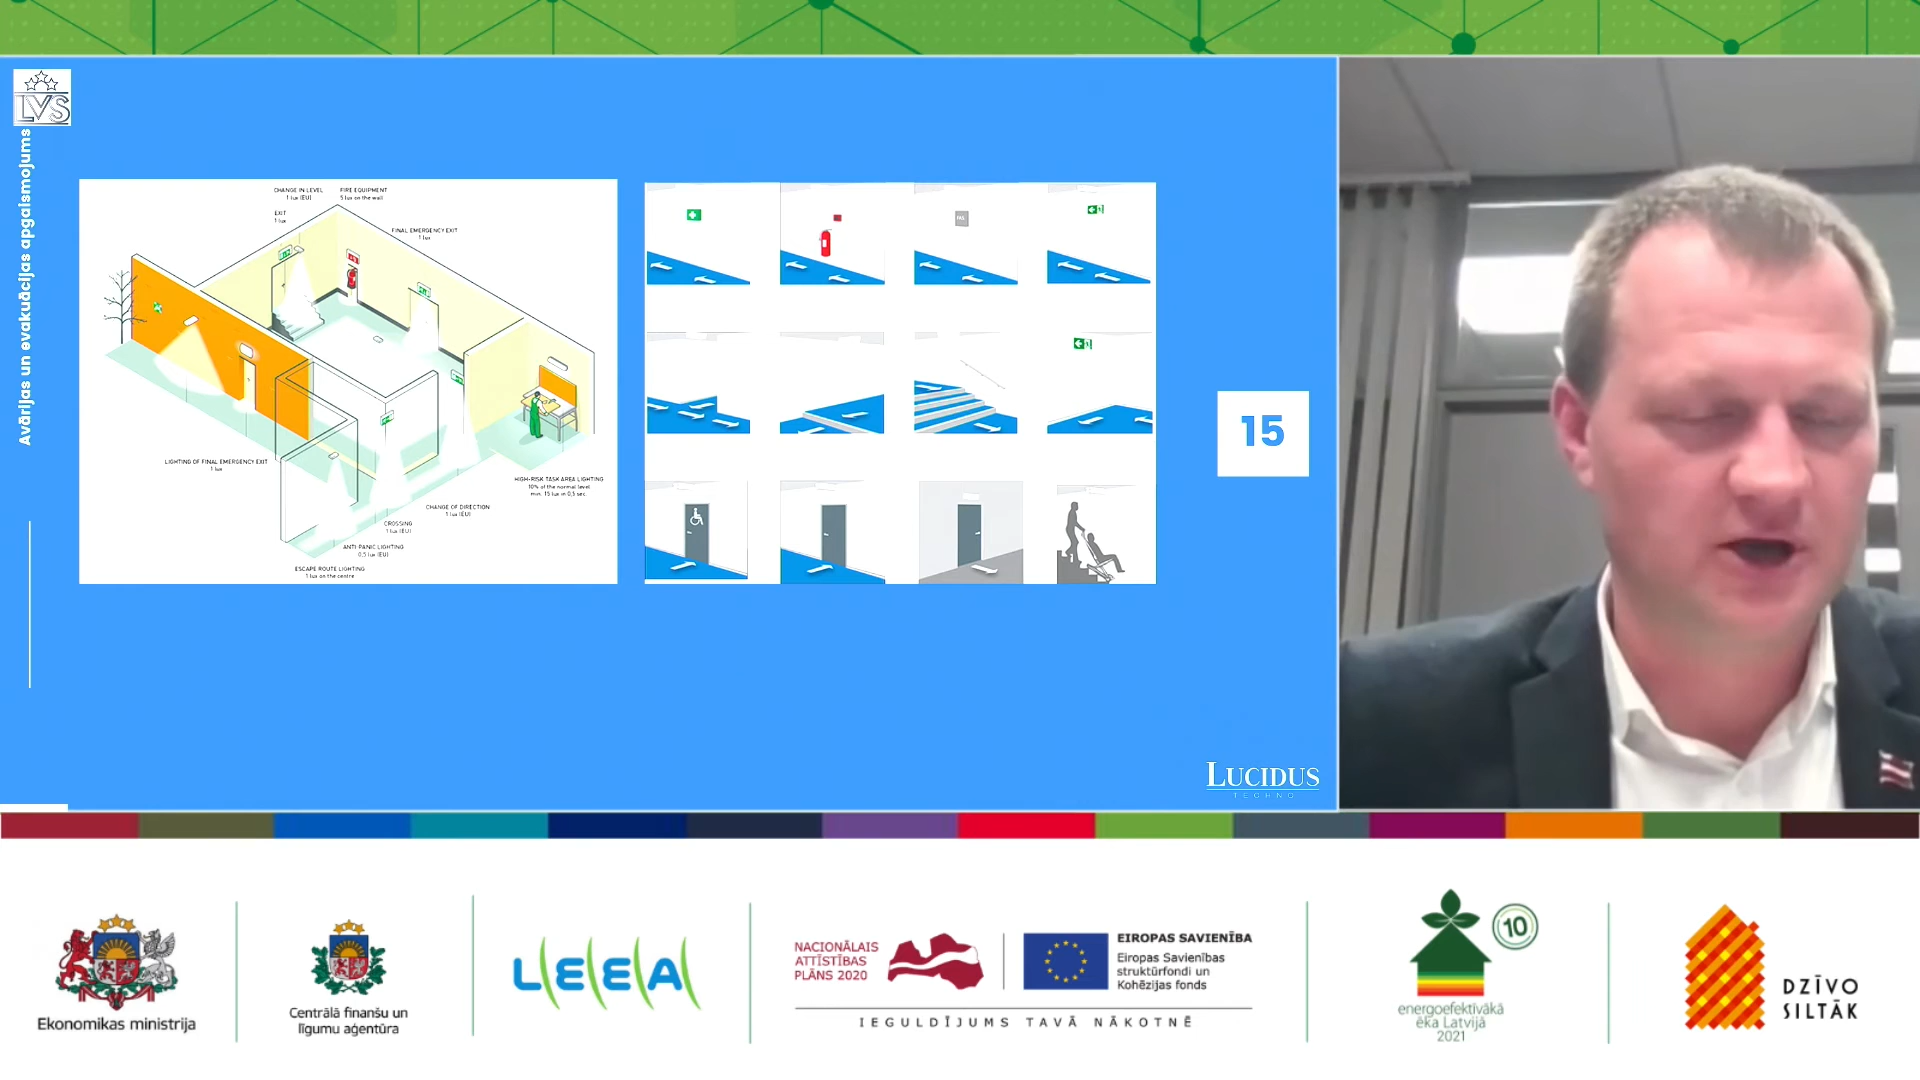 LVS
Avārijas un evakuācijas apgaismojums
CHANGE IN LEVEL
1 lux (EU)
FIRE EQUIPMENT
5 lux on the wall
EXIT
1 lux
FINAL EMERGENCY EXIT
1 lux
LIGHTING OF FINAL EMERGENCY EXIT
1 lux
HIGH-RISK TASK AREA LIGHTING
10% of the normal level
min. 15 lux in 0,5 sec.
CHANGE OF DIRECTION
1 lux (EU)
CROSSING
1 lux (EU)
ANTI-PANIC LIGHTING
0,5 lux (EU)
ESCAPE ROUTE LIGHTING
1 lux on the centre
15
LUCIDUS
TECHNO
Ekonomikas ministrija
Centrālā finanšu un
līgumu aģentūra
LEEA
NACIONĀLAIS
ATTĪSTĪBAS
PLĀNS 2020
EIROPAS SAVIENĪBA
Eiropas Savienības
struktūrfondi un
Kohēzijas fonds
IEGULDĪJUMS TAVĀ NĀKOTNĒ
10
energoefektīvākā
ēka Latvijā
2021
DZĪVO
SILTĀK